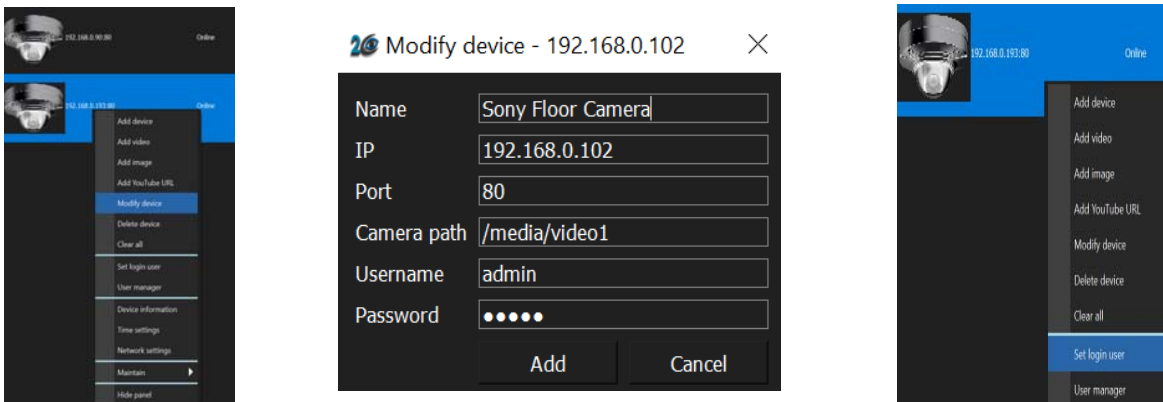 192.168.0.90:80 Online
192.168.0.193:80 Online
Add device
Add video
Add image
Add YouTube URL
Modify device
Delete device
Clear all
Set login user
User manager
Device information
Time settings
Network settings
Maintain
Hide panel
Modify device - 192.168.0.102
Name Sony Floor Camera
IP 192.168.0.102
Port 80
Camera path /media/video1
Username admin
Password •••••
Add Cancel
192.168.0.193:80 Online
Add device
Add video
Add image
Add YouTube URL
Modify device
Delete device
Clear all
Set login user
User manager